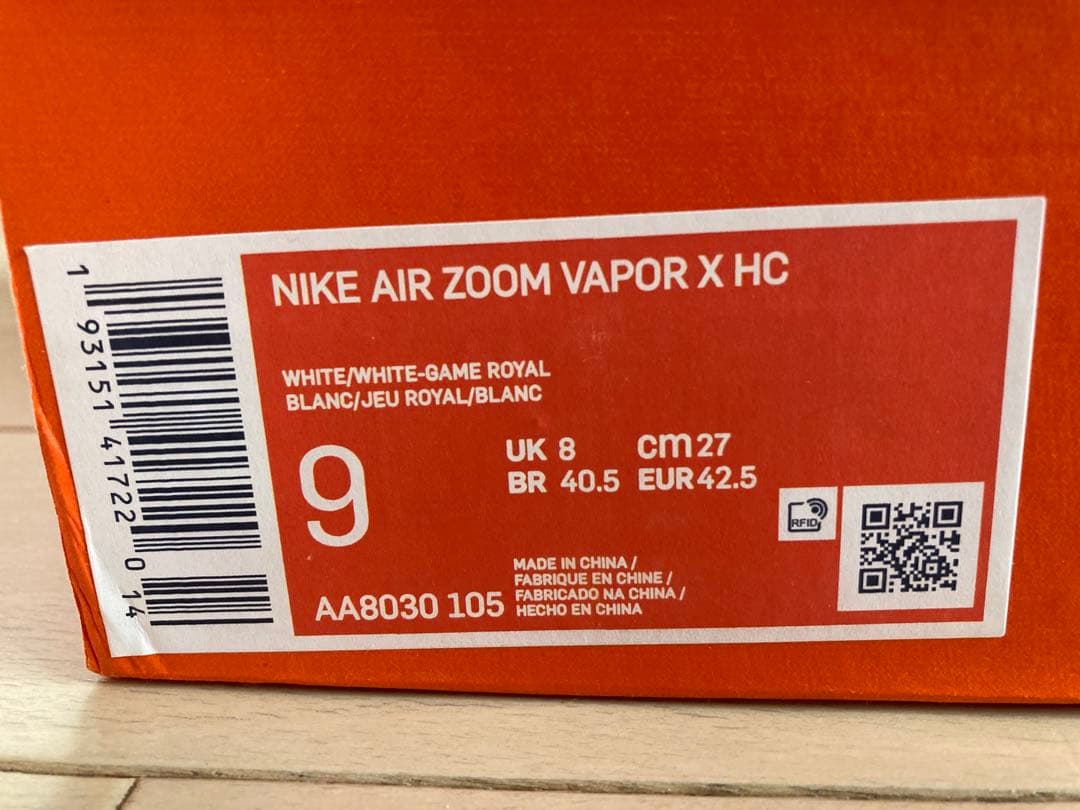 NIKE AIR ZOOM VAPOR X HC
WHITE/WHITE-GAME ROYAL
BLANC/JEU ROYAL/BLANC
9
UK 8 CM 27
BR 40.5 EUR 42.5
RFID
MADE IN CHINA /
FABRIQUE EN CHINE /
FABRICADO NA CHINA /
HECHO EN CHINA
AA8030 105
1 93151 41722 0 14